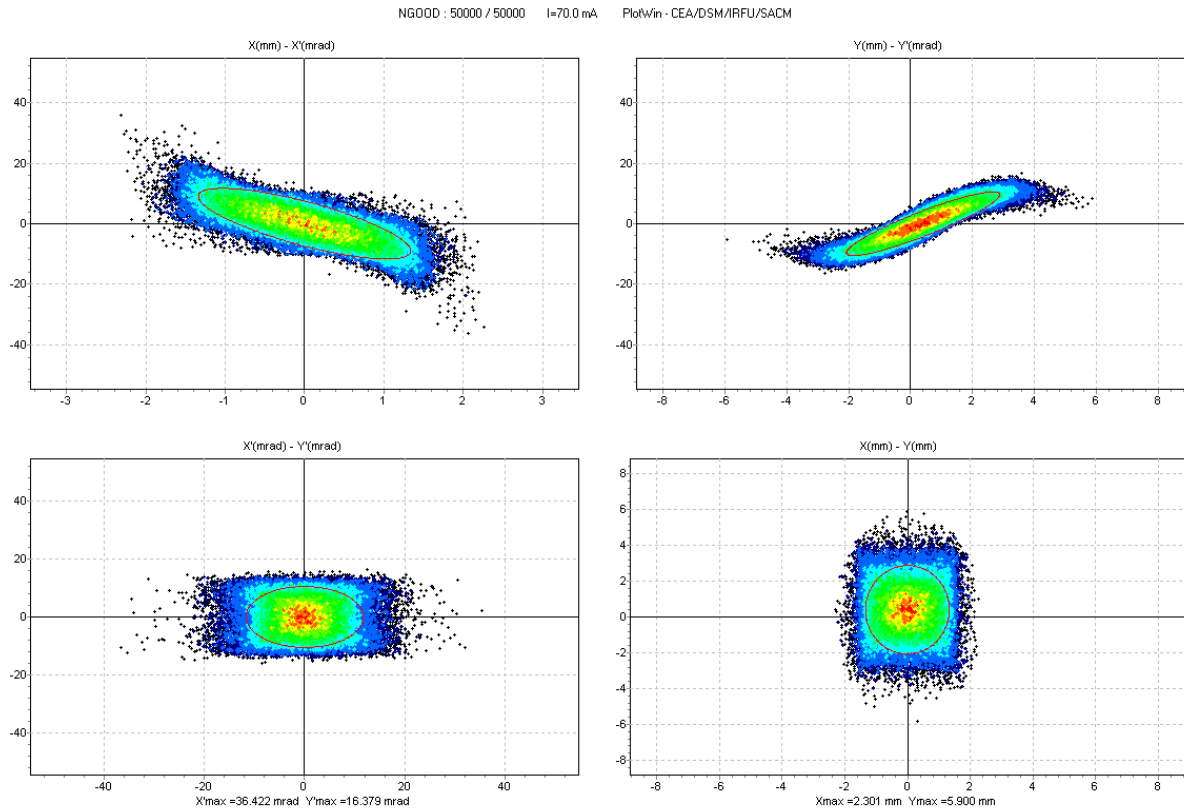 NGOOD : 50000 / 50000 I=70.0 mA PlotWin - CEA/DSM/IRFU/SACM
X(mm) - X'(mrad)
40
20
0
-20
-40
-3 -2 -1 0 1 2 3
Y(mm) - Y'(mrad)
40
20
0
-20
-40
-8 -6 -4 -2 0 2 4 6 8
X'(mrad) - Y'(mrad)
40
20
0
-20
-40
-40 -20 0 20 40
X'max =36.422 mrad Y'max =16.379 mrad
X(mm) - Y(mm)
8
6
4
2
0
-2
-4
-6
-8
-8 -6 -4 -2 0 2 4 6 8
Xmax =2.301 mm Ymax =5.900 mm